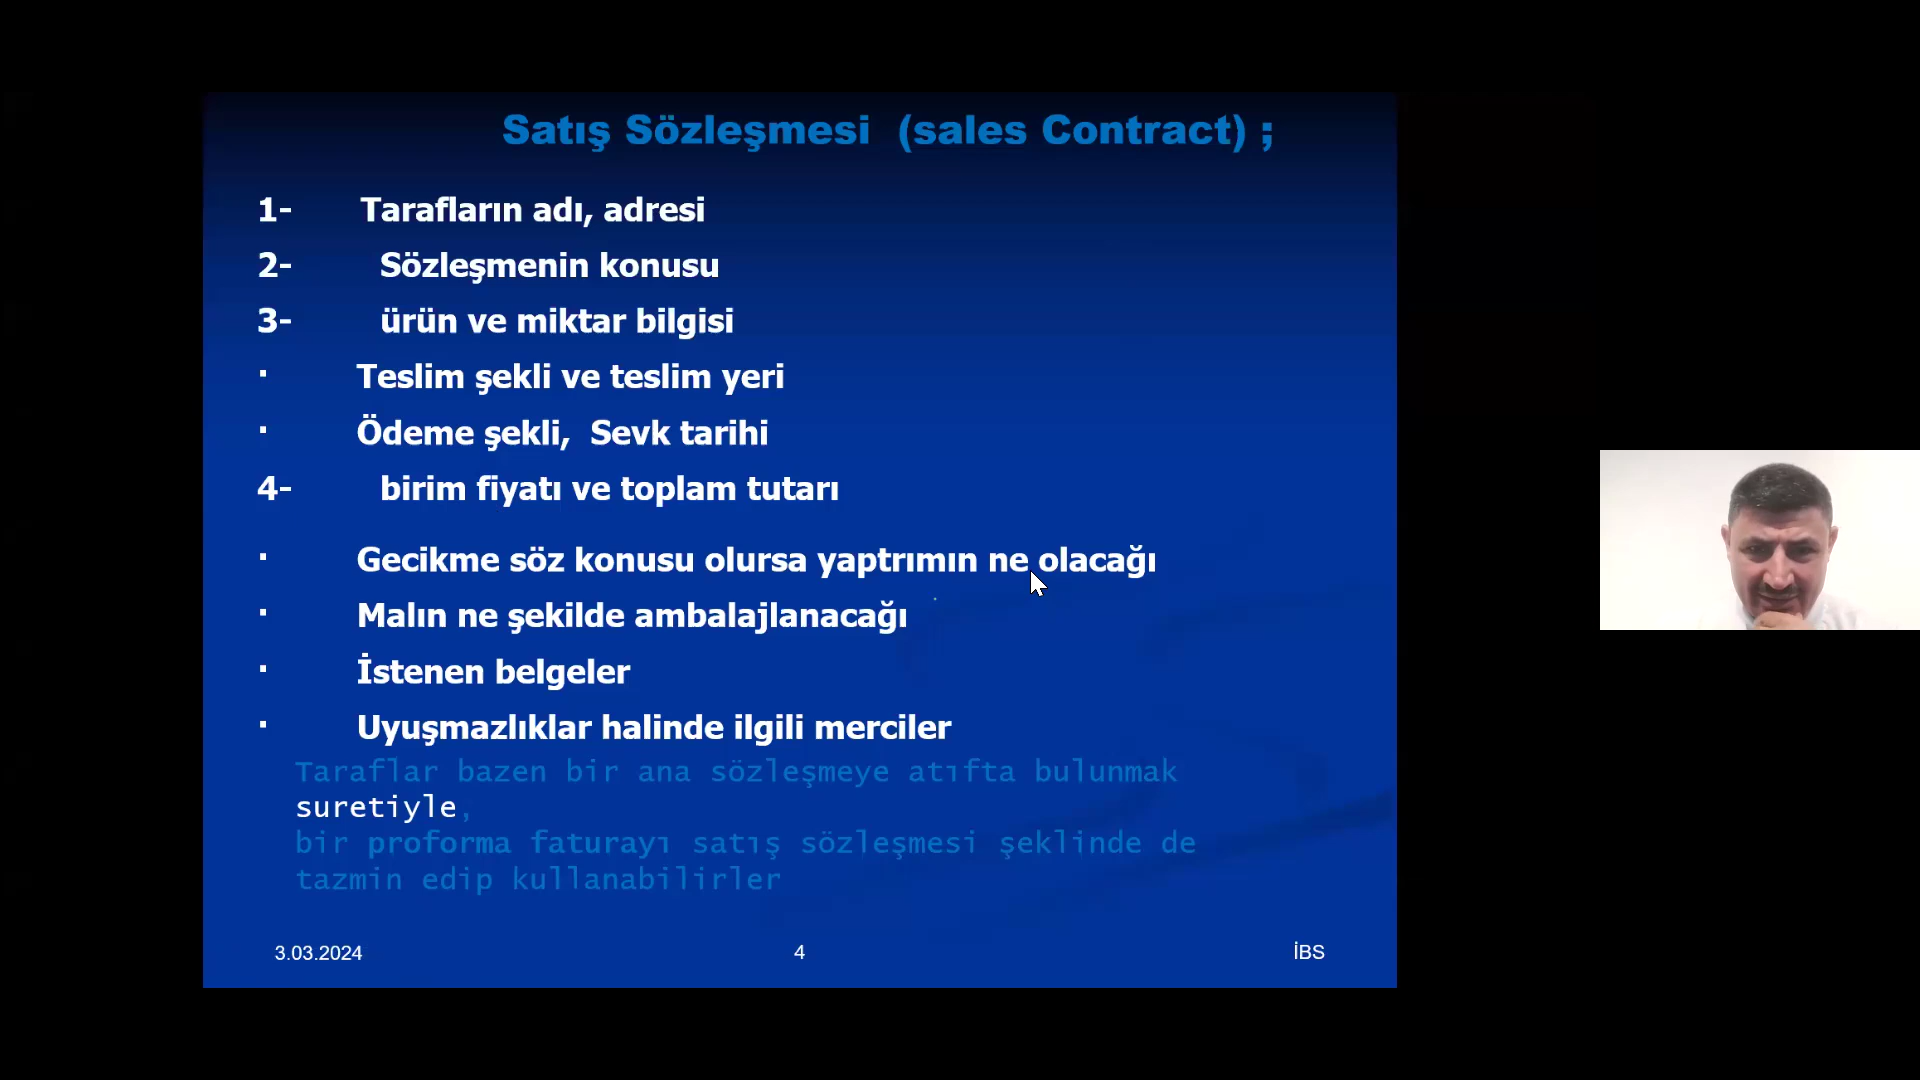 Satış Sözleşmesi (sales Contract) ;
1- Tarafların adı, adresi
2- Sözleşmenin konusu
3- ürün ve miktar bilgisi
· Teslim şekli ve teslim yeri
· Ödeme şekli, Sevk tarihi
4- birim fiyatı ve toplam tutarı
· Gecikme söz konusu olursa yaptrımın ne olacağı
· Malın ne şekilde ambalajlanacağı
· İstenen belgeler
· Uyuşmazlıklar halinde ilgili merciler
Taraflar bazen bir ana sözleşmeye atıfta bulunmak
suretiyle,
bir proforma faturayı satış sözleşmesi şeklinde de
tazmin edip kullanabilirler
3.03.2024 4 İBS